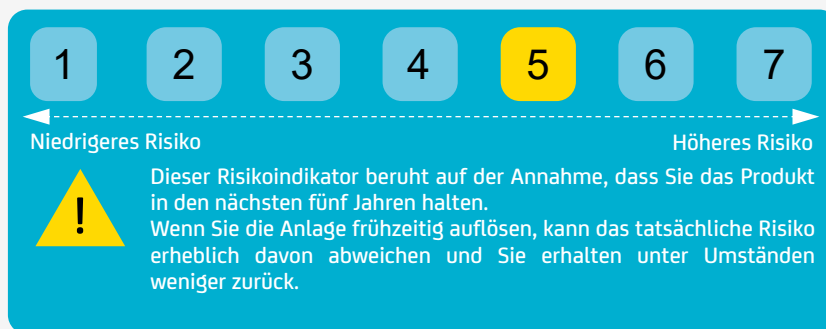 1 2 3 4 5 6 7
Niedrigeres Risiko Höheres Risiko
Dieser Risikoindikator beruht auf der Annahme, dass Sie das Produkt
in den nächsten fünf Jahren halten.
Wenn Sie die Anlage frühzeitig auflösen, kann das tatsächliche Risiko
erheblich davon abweichen und Sie erhalten unter Umständen
weniger zurück.
!